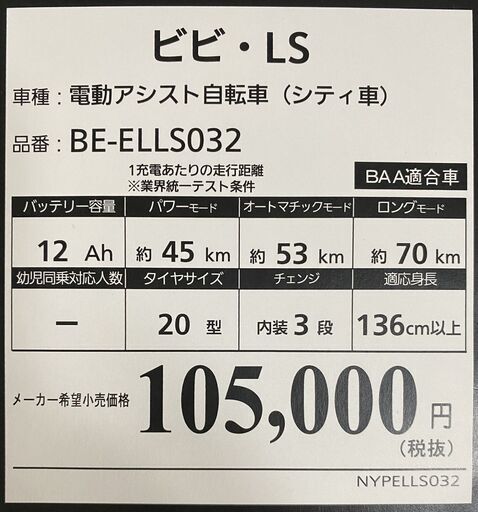 ビビ・LS
車種：電動アシスト自転車（シティ車）
品番：BE-ELLS032
1充電あたりの走行距離
※業界統一テスト条件
BAA適合車
バッテリー容量 パワーモード オートマチックモード ロングモード
12 Ah 約 45 km 約 53 km 約 70 km
幼児同乗対応人数 タイヤサイズ チェンジ 適応身長
ー 20 型 内装 3 段 136cm以上
メーカー希望小売価格 105,000 円
（税抜）
NYPELLS032